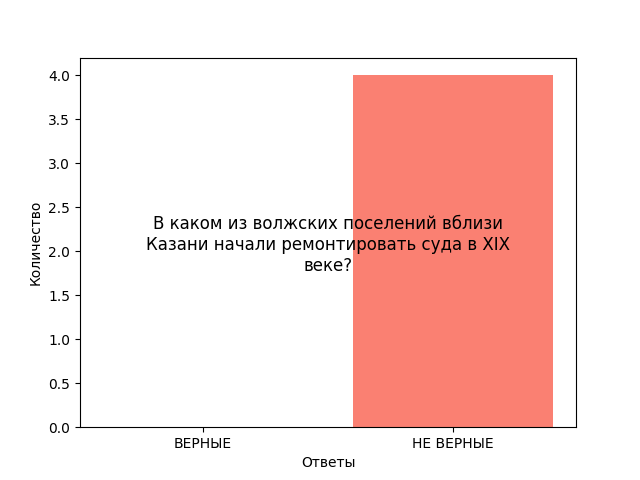 4.0
3.5
3.0
2.5
2.0
1.5
1.0
0.5
0.0
Количество
В каком из волжских поселений вблизи
Казани начали ремонтировать суда в XIX
веке?
ВЕРНЫЕ
НЕ ВЕРНЫЕ
Ответы